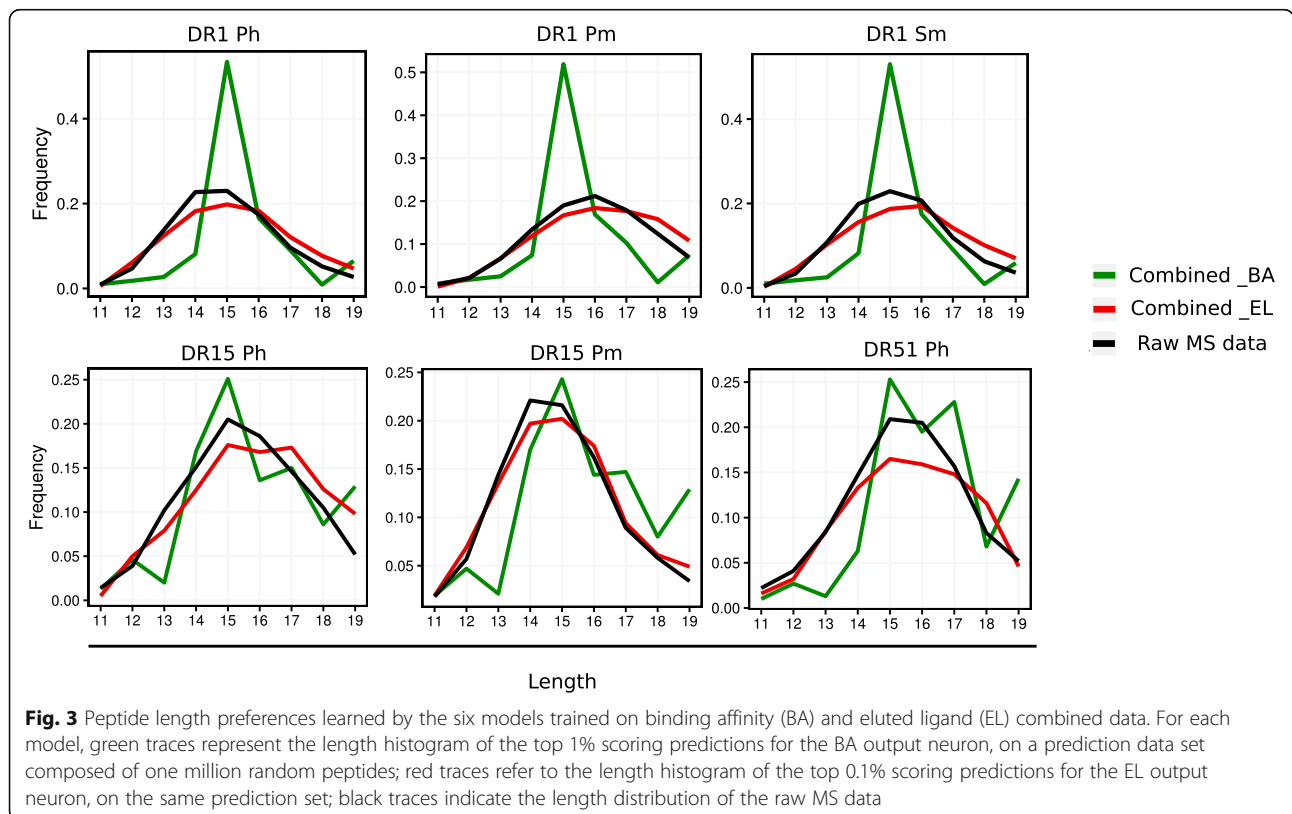 DR1 Ph
DR1 Pm
DR1 Sm
Frequency
0.4
0.2
0.0
11 12 13 14 15 16 17 18 19
0.5
0.4
0.3
0.2
0.1
0.0
11 12 13 14 15 16 17 18 19
0.4
0.2
0.0
11 12 13 14 15 16 17 18 19
Combined _BA
Combined _EL
Raw MS data
DR15 Ph
DR15 Pm
DR51 Ph
Frequency
0.25
0.20
0.15
0.10
0.05
0.00
11 12 13 14 15 16 17 18 19
0.25
0.20
0.15
0.10
0.05
11 12 13 14 15 16 17 18 19
0.25
0.20
0.15
0.10
0.05
0.00
11 12 13 14 15 16 17 18 19
Length
Fig. 3 Peptide length preferences learned by the six models trained on binding affinity (BA) and eluted ligand (EL) combined data. For each
model, green traces represent the length histogram of the top 1% scoring predictions for the BA output neuron, on a prediction data set
composed of one million random peptides; red traces refer to the length histogram of the top 0.1% scoring predictions for the EL output
neuron, on the same prediction set; black traces indicate the length distribution of the raw MS data